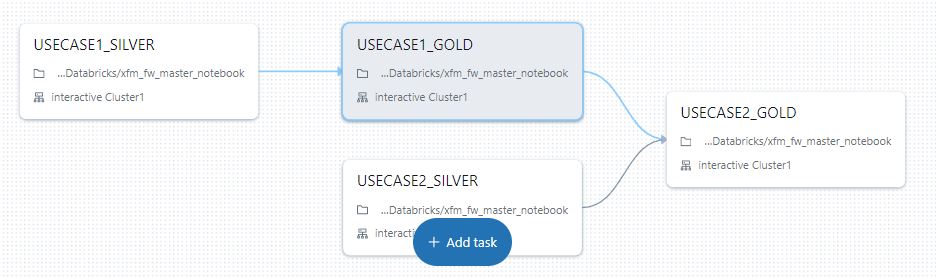 USECASE1_SILVER
...Databricks/xfm_fw_master_notebook
interactive Cluster1
USECASE1_GOLD
...Databricks/xfm_fw_master_notebook
interactive Cluster1
USECASE2_GOLD
...Databricks/xfm_fw_master_notebook
interactive Cluster1
USECASE2_SILVER
...Databricks/xfm_fw_master_notebook
interactive
+ Add task